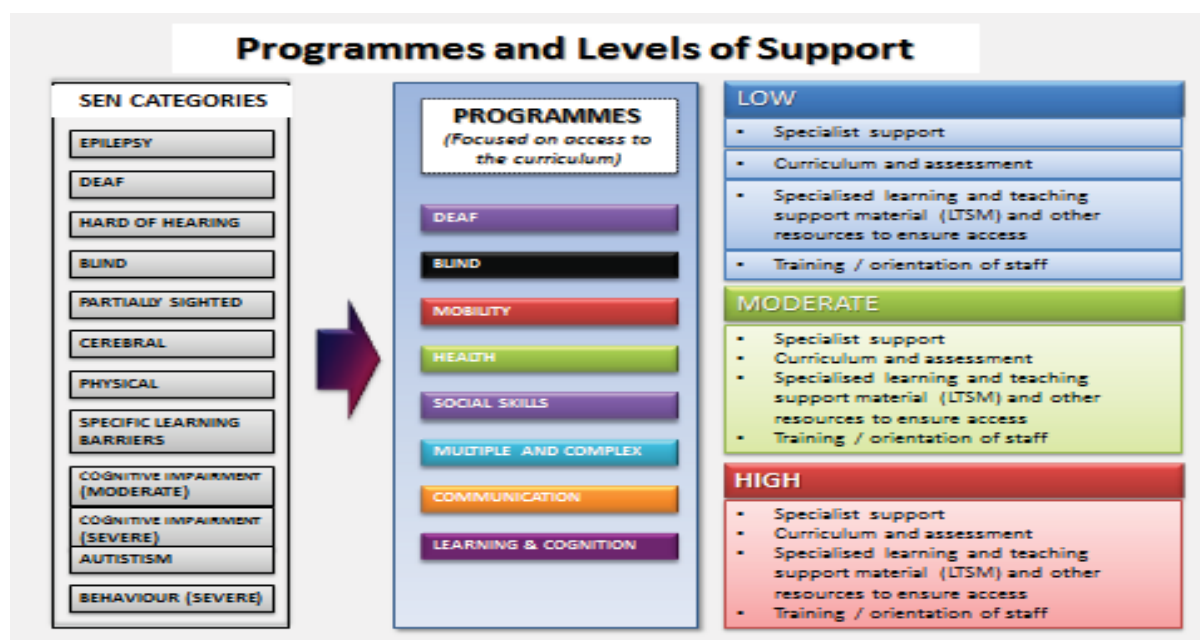 Programmes and Levels of Support
SEN CATEGORIES
EPILEPSY
DEAF
HARD OF HEARING
BLIND
PARTIALLY SIGHTED
CEREBRAL
PHYSICAL
SPECIFIC LEARNING
BARRIERS
COGNITIVE IMPAIRMENT
(MODERATE)
COGNITIVE IMPAIRMENT
(SEVERE)
AUTISTISM
BEHAVIOUR (SEVERE)
PROGRAMMES
(Focused on access to
the curriculum)
DEAF
BLIND
MOBILITY
HEALTH
SOCIAL SKILLS
MULTIPLE AND COMPLEX
COMMUNICATION
LEARNING & COGNITION
LOW
• Specialist support
• Curriculum and assessment
• Specialised learning and teaching
support material (LTSM) and other
resources to ensure access
• Training / orientation of staff
MODERATE
• Specialist support
• Curriculum and assessment
• Specialised learning and teaching
support material (LTSM) and other
resources to ensure access
• Training / orientation of staff
HIGH
• Specialist support
• Curriculum and assessment
• Specialised learning and teaching
support material (LTSM) and other
resources to ensure access
• Training / orientation of staff